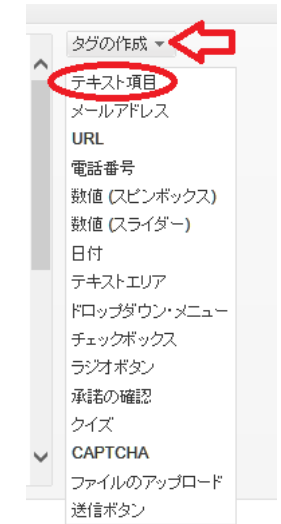 タグの作成
テキスト項目
メールアドレス
URL
電話番号
数値 (スピンボックス)
数値 (スライダー)
日付
テキストエリア
ドロップダウン・メニュー
チェックボックス
ラジオボタン
承諾の確認
クイズ
CAPTCHA
ファイルのアップロード
送信ボタン